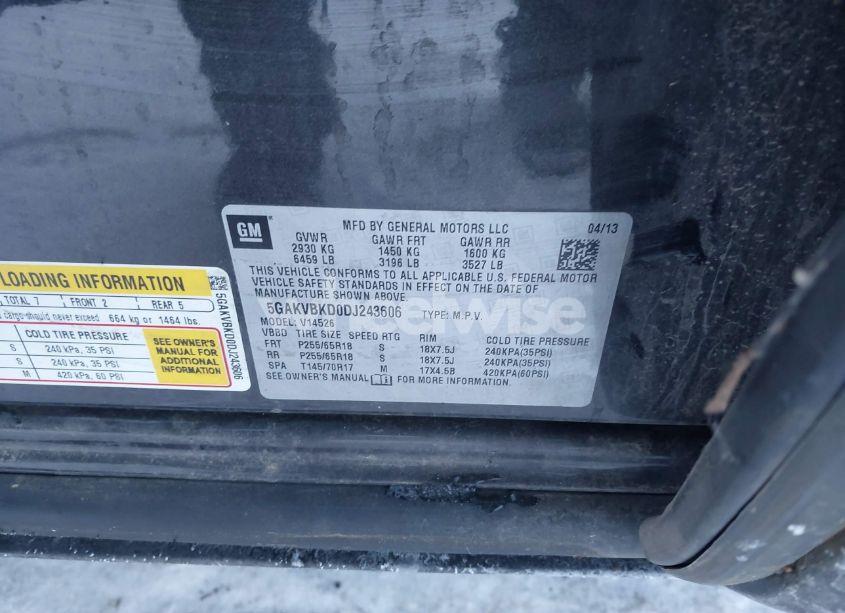 GM
MFD BY GENERAL MOTORS LLC 04/13
GVWR GAWR FRT GAWR RR
2930 KG 1450 KG 1600 KG
6459 LB 3196 LB 3527 LB
THIS VEHICLE CONFORMS TO ALL APPLICABLE U.S. FEDERAL MOTOR
VEHICLE SAFETY STANDARDS IN EFFECT ON THE DATE OF
MANUFACTURE SHOWN ABOVE.
5GAKVBKD0DJ243606 TYPE: M.P.V.
MODEL: V14526
VBBD TIRE SIZE SPEED RTG RIM COLD TIRE PRESSURE
FRT P255/65R18 S 18X7.5J 240KPA(35PSI)
RR P255/65R18 S 18X7.5J 240KPA(35PSI)
SPA T145/70R17 M 17X4.5B 420KPA(60PSI)
SEE OWNER'S MANUAL FOR MORE INFORMATION.
LOADING INFORMATION
TOTAL 7 FRONT 2 REAR 5
cargo should never exceed 664 kg or 1464 lbs.
COLD TIRE PRESSURE
S 240 kPa, 35 PSI
S 240 kPa, 35 PSI
M 420 kPa, 60 PSI
SEE OWNER'S
MANUAL FOR
ADDITIONAL
INFORMATION
5GAKVBKD0DJ243606